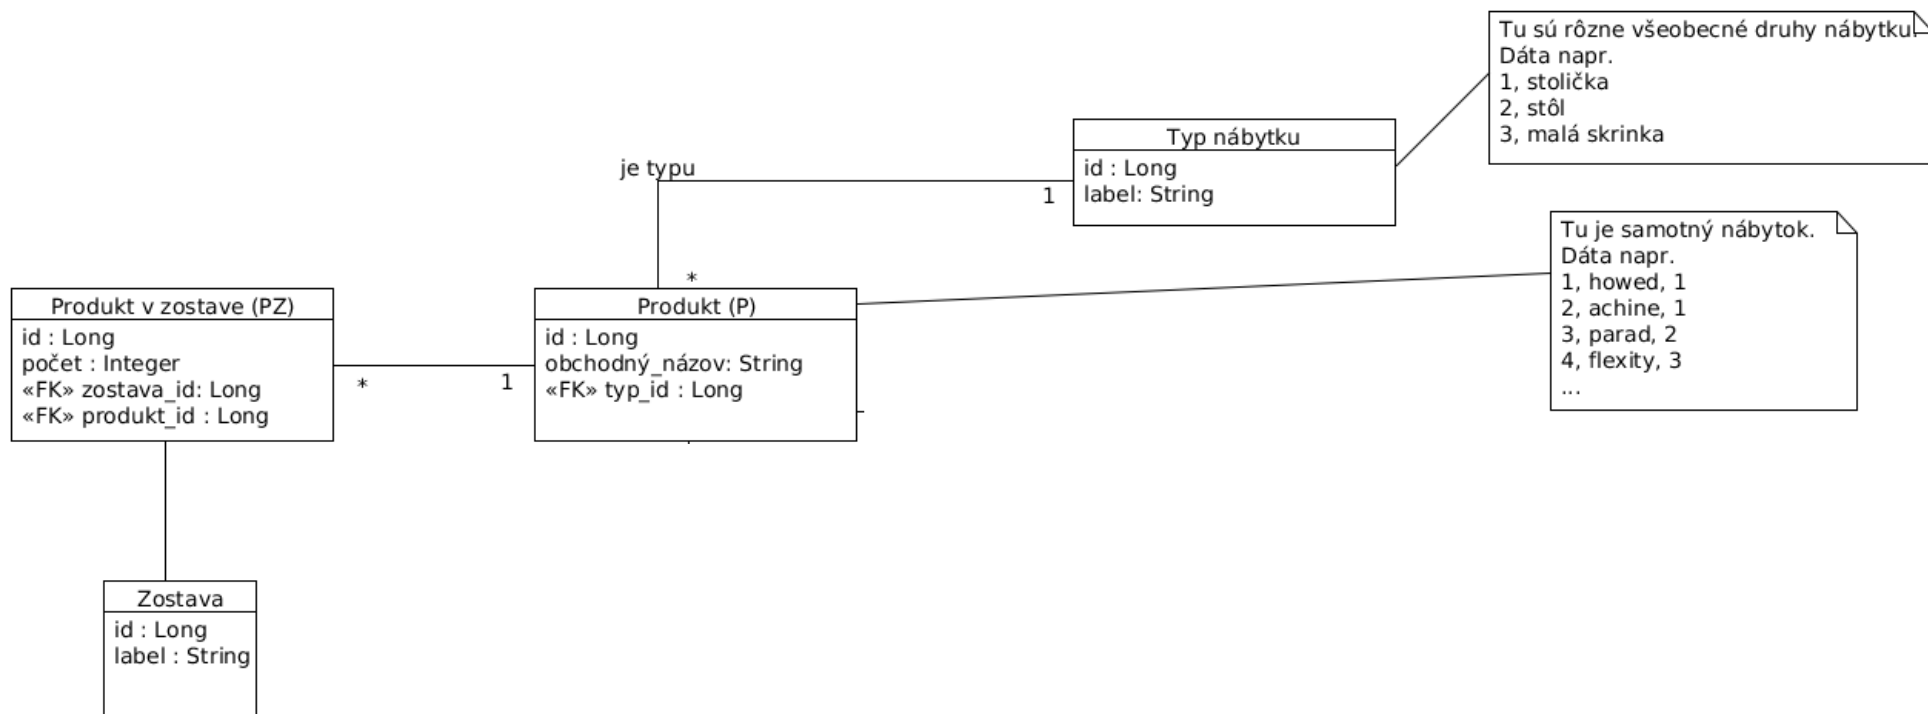 Tu sú rôzne všeobecné druhy nábytku.
Dáta napr.
1, stolička
2, stôl
3, malá skrinka
Typ nábytku
id : Long
label: String
je typu
1
*
Tu je samotný nábytok.
Dáta napr.
1, howed, 1
2, achine, 1
3, parad, 2
4, flexity, 3
...
Produkt v zostave (PZ)
id : Long
počet : Integer
«FK» zostava_id: Long
«FK» produkt_id : Long
*
1
Produkt (P)
id : Long
obchodný_názov: String
«FK» typ_id : Long
Zostava
id : Long
label : String